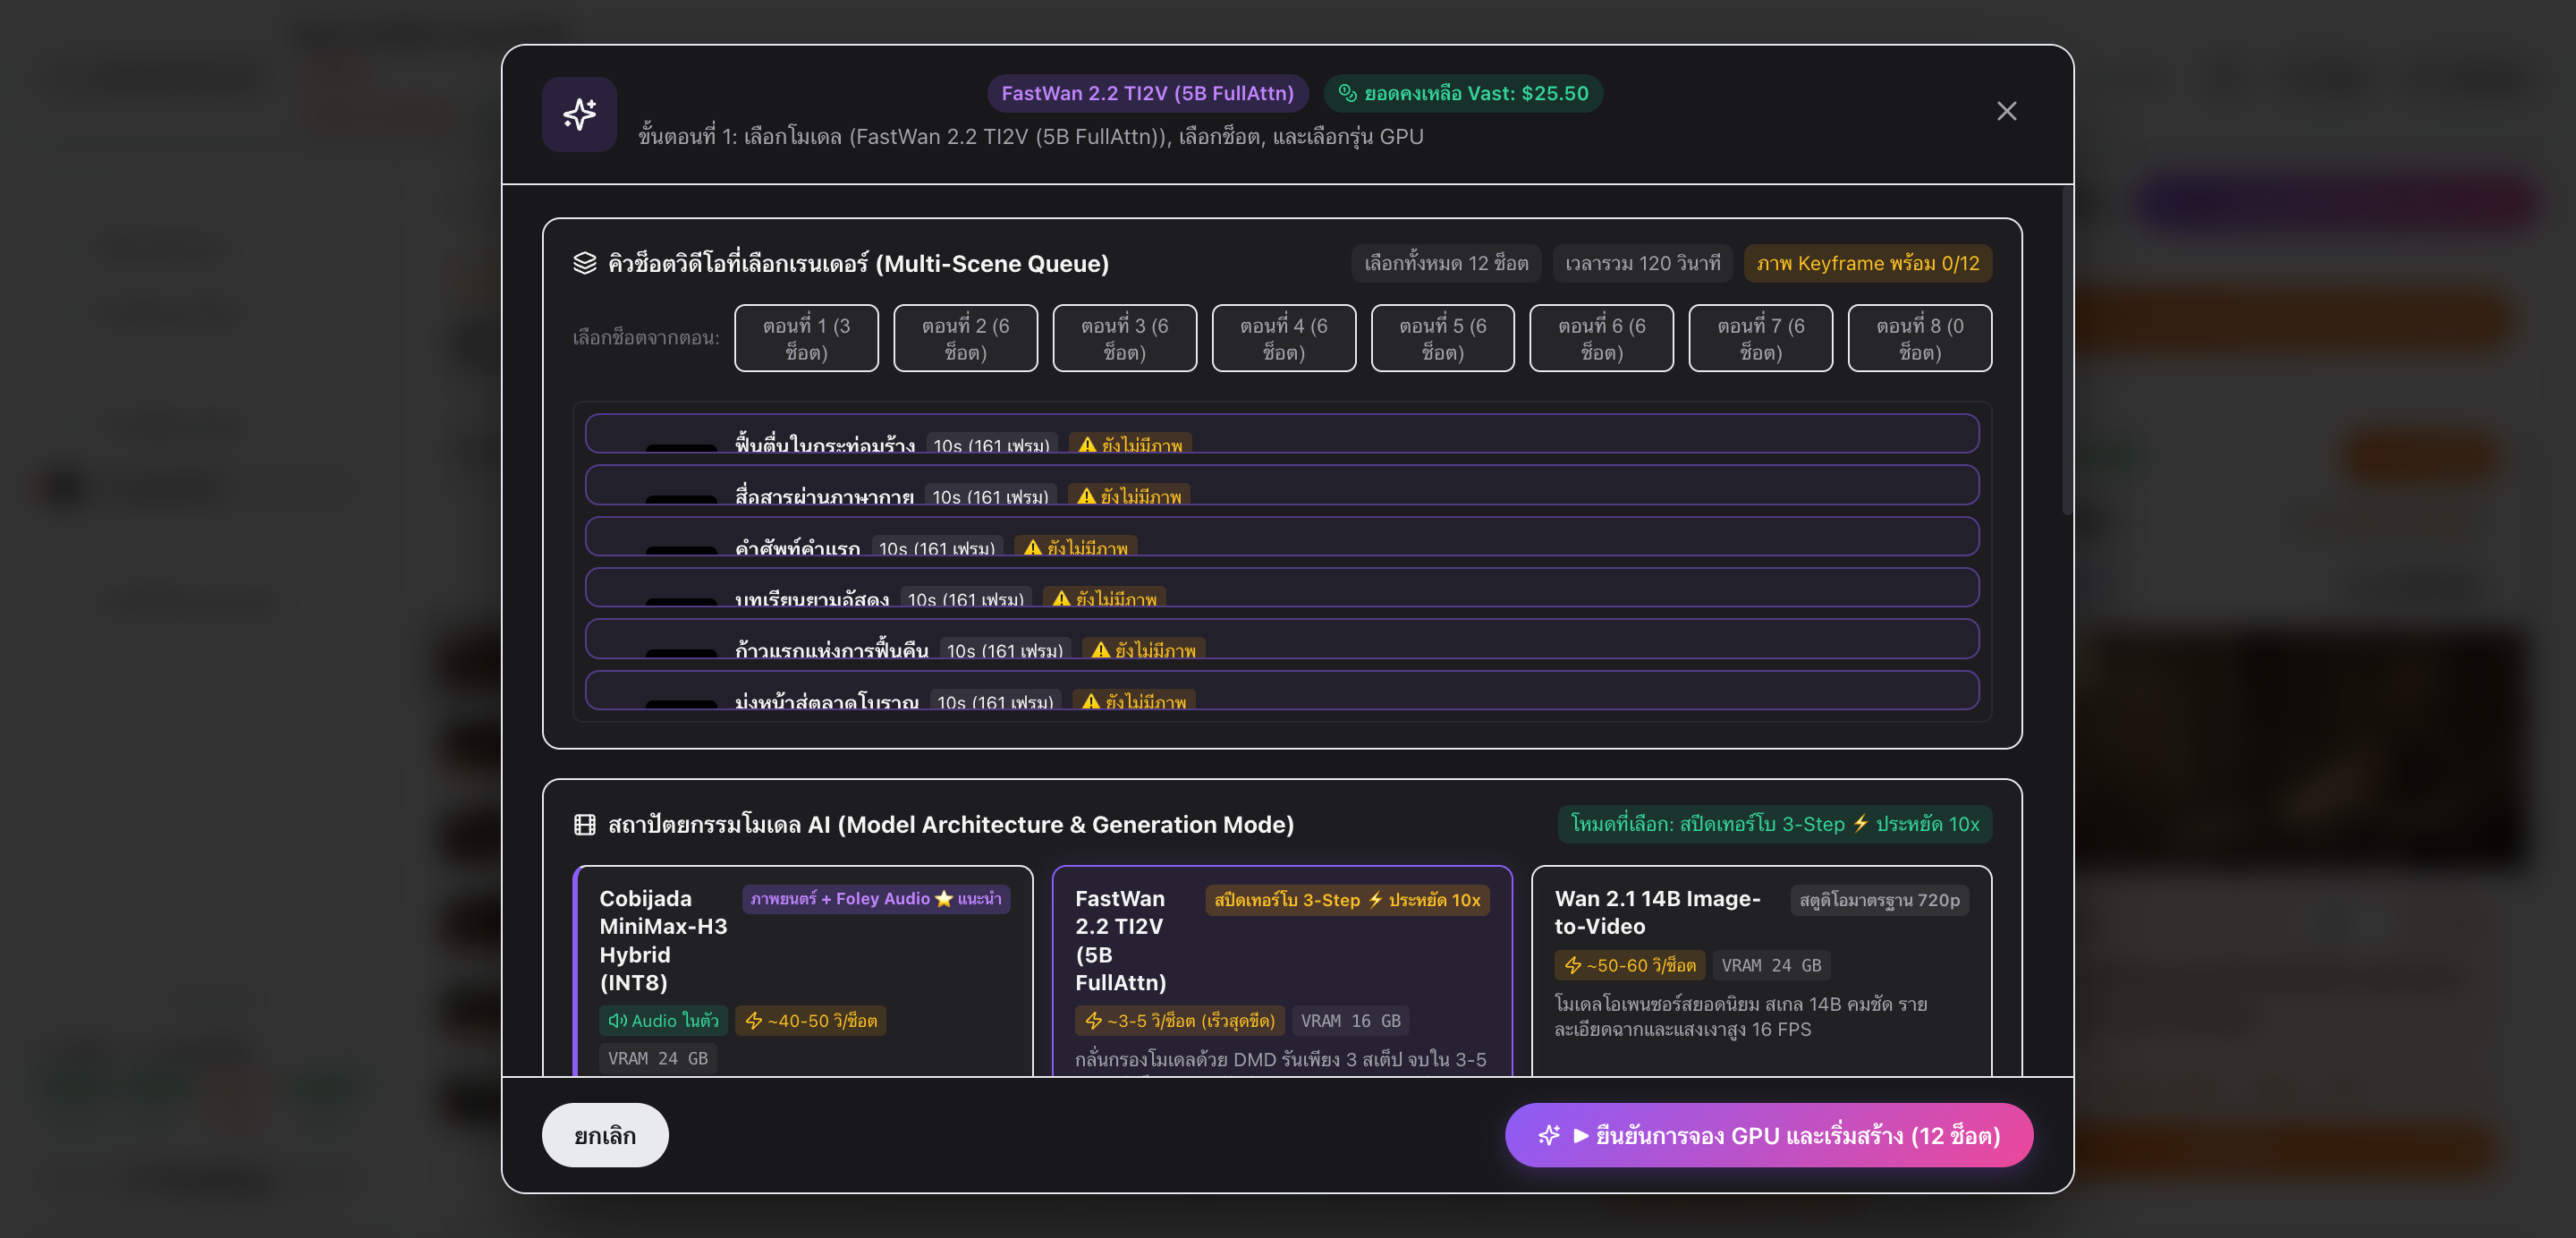 FastWan 2.2 TI2V (5B FullAttn) ยอดคงเหลือ Vast: $25.50
ขั้นตอนที่ 1: เลือกโมเดล (FastWan 2.2 TI2V (5B FullAttn)), เลือกช็อต, และเลือกรุ่น GPU
คิวช็อตวิดีโอที่เลือกเรนเดอร์ (Multi-Scene Queue) เลือกทั้งหมด 12 ช็อต เวลารวม 120 วินาที ภาพ Keyframe พร้อม 0/12
เลือกช็อตจากตอน:
ตอนที่ 1 (3
ช็อต)
ตอนที่ 2 (6
ช็อต)
ตอนที่ 3 (6
ช็อต)
ตอนที่ 4 (6
ช็อต)
ตอนที่ 5 (6
ช็อต)
ตอนที่ 6 (6
ช็อต)
ตอนที่ 7 (6
ช็อต)
ตอนที่ 8 (0
ช็อต)
ฟื้นตื่นในกระท่อมร้าง 10s (161 เฟรม) ⚠️ ยังไม่มีภาพ
สื่อสารผ่านภาษากาย 10s (161 เฟรม) ⚠️ ยังไม่มีภาพ
คำศัพท์คำแรก 10s (161 เฟรม) ⚠️ ยังไม่มีภาพ
บทเรียนยามอัสดง 10s (161 เฟรม) ⚠️ ยังไม่มีภาพ
ก้าวแรกแห่งการฟื้นคืน 10s (161 เฟรม) ⚠️ ยังไม่มีภาพ
มุ่งหน้าสู่ตลาดโบราณ 10s (161 เฟรม) ⚠️ ยังไม่มีภาพ
สถาปัตยกรรมโมเดล AI (Model Architecture & Generation Mode) โหมดที่เลือก: สปีดเทอร์โบ 3-Step ⚡ ประหยัด 10x
Cobijada
MiniMax-H3
Hybrid
(INT8)
ภาพยนตร์ + Foley Audio ⭐ แนะนำ
Audio ในตัว ~40-50 วิ/ช็อต
VRAM 24 GB
FastWan
2.2 TI2V
(5B
FullAttn)
สปีดเทอร์โบ 3-Step ⚡ ประหยัด 10x
~3-5 วิ/ช็อต (เร็วสุดขีด) VRAM 16 GB
กลั่นกรองโมเดลด้วย DMD รันเพียง 3 สเต็ป จบใน 3-5
Wan 2.1 14B Image-
to-Video
สตูดิโอมาตรฐาน 720p
~50-60 วิ/ช็อต VRAM 24 GB
โมเดลโอเพนซอร์สยอดนิยม สเกล 14B คมชัด ราย
ละเอียดฉากและแสงเงาสูง 16 FPS
ยกเลิก
▶ ยืนยันการจอง GPU และเริ่มสร้าง (12 ช็อต)